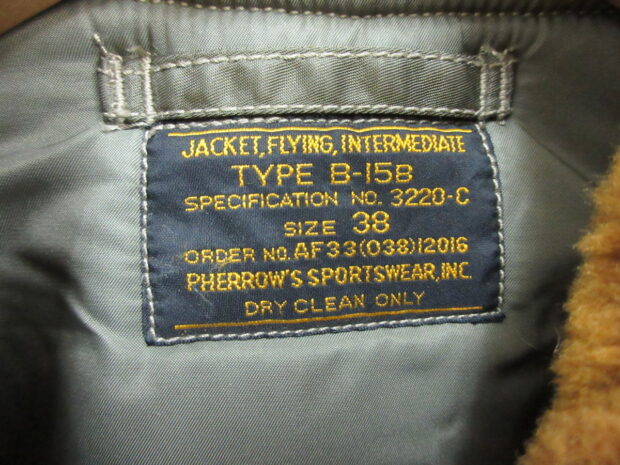 JACKET, FLYING, INTERMEDIATE
TYPE B-15B
SPECIFICATION NO. 3220-C
SIZE 38
ORDER NO. AF33(038)12016
PHERROW'S SPORTSWEAR, INC.
DRY CLEAN ONLY